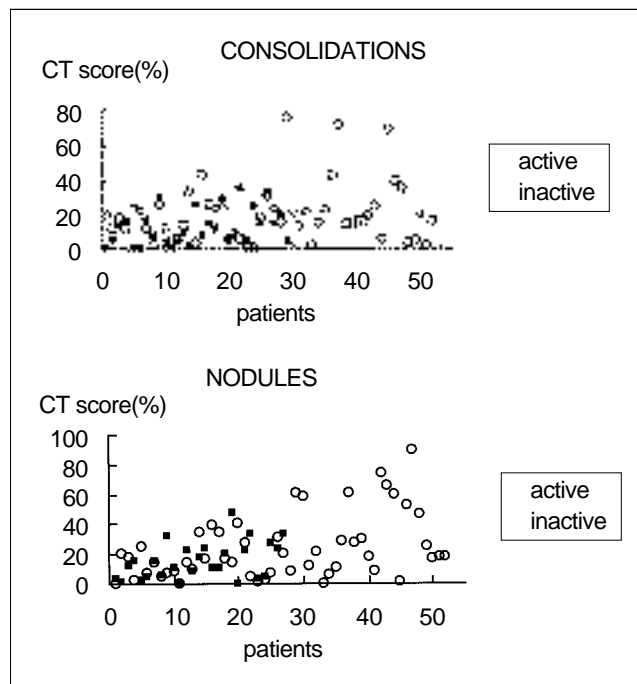 CONSOLIDATIONS
CT score(%)
80
60
40
20
0
active
inactive
0 10 20 30 40 50
patients
NODULES
CT score(%)
100
80
60
40
20
0
active
inactive
0 10 20 30 40 50
patients